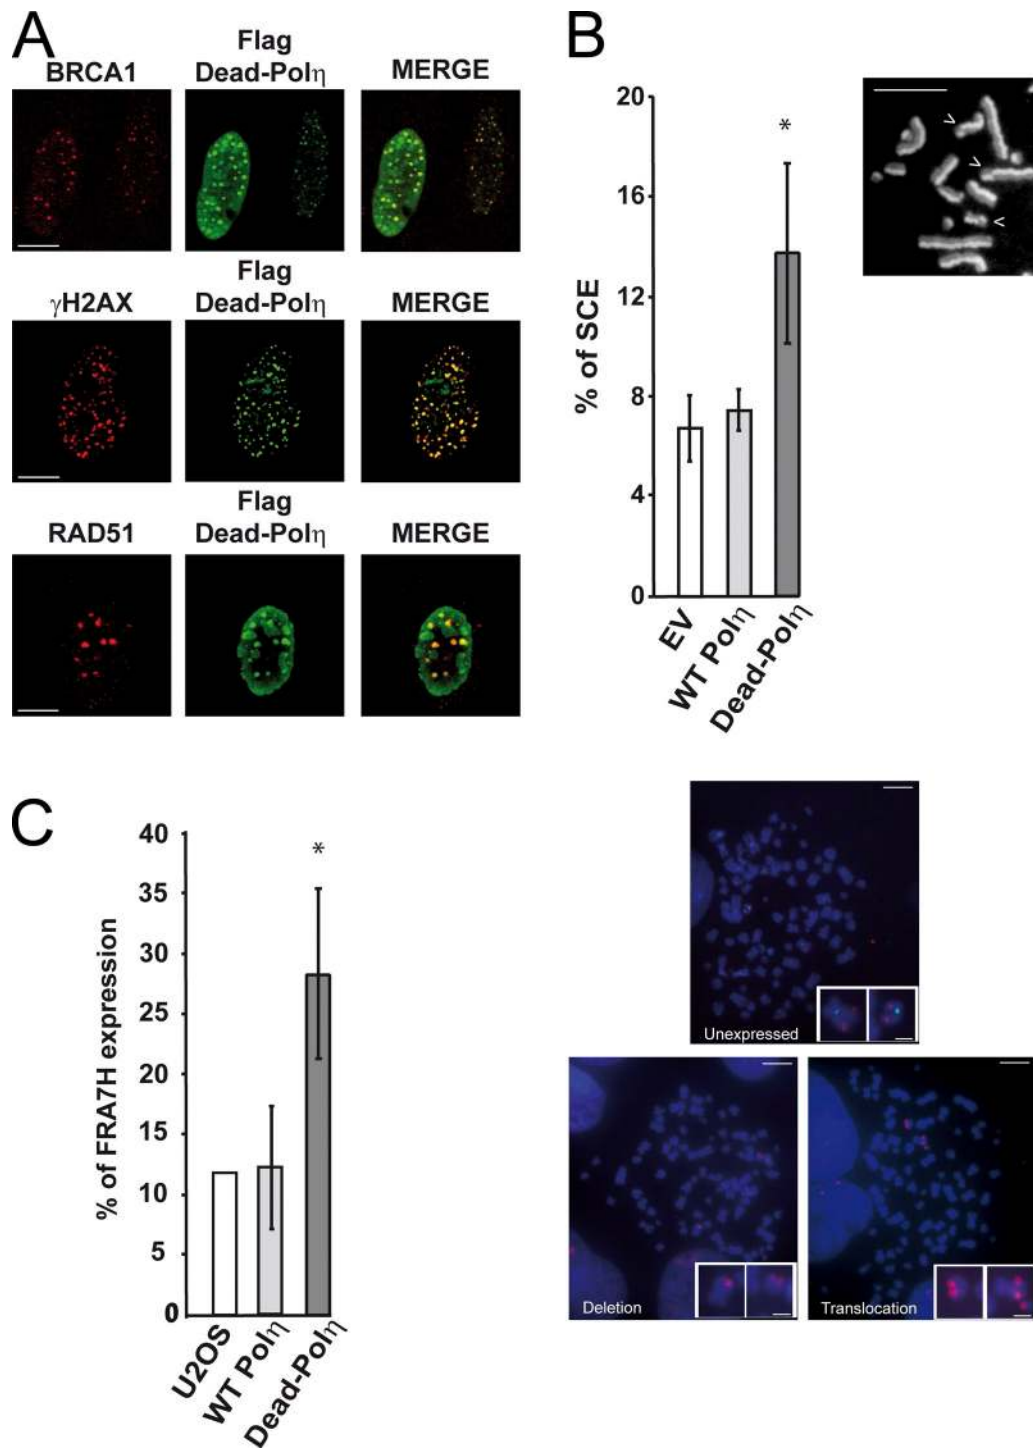 A
BRCA1
Flag
Dead-Polη
MERGE
γH2AX
Flag
Dead-Polη
MERGE
RAD51
Flag
Dead-Polη
MERGE
B
% of SCE
20
16
12
8
4
0
EV
WT Polη
Dead-Polη
*
>
>
<
C
% of FRA7H expression
40
35
30
25
20
15
10
5
0
U2OS
WT Polη
Dead-Polη
*
Unexpressed
Deletion
Translocation